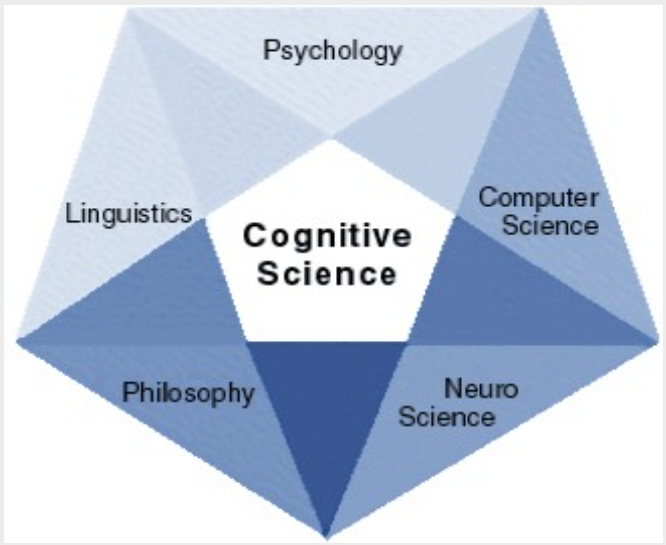 Psychology
Linguistics
Computer
Science
Cognitive
Science
Philosophy
Neuro
Science